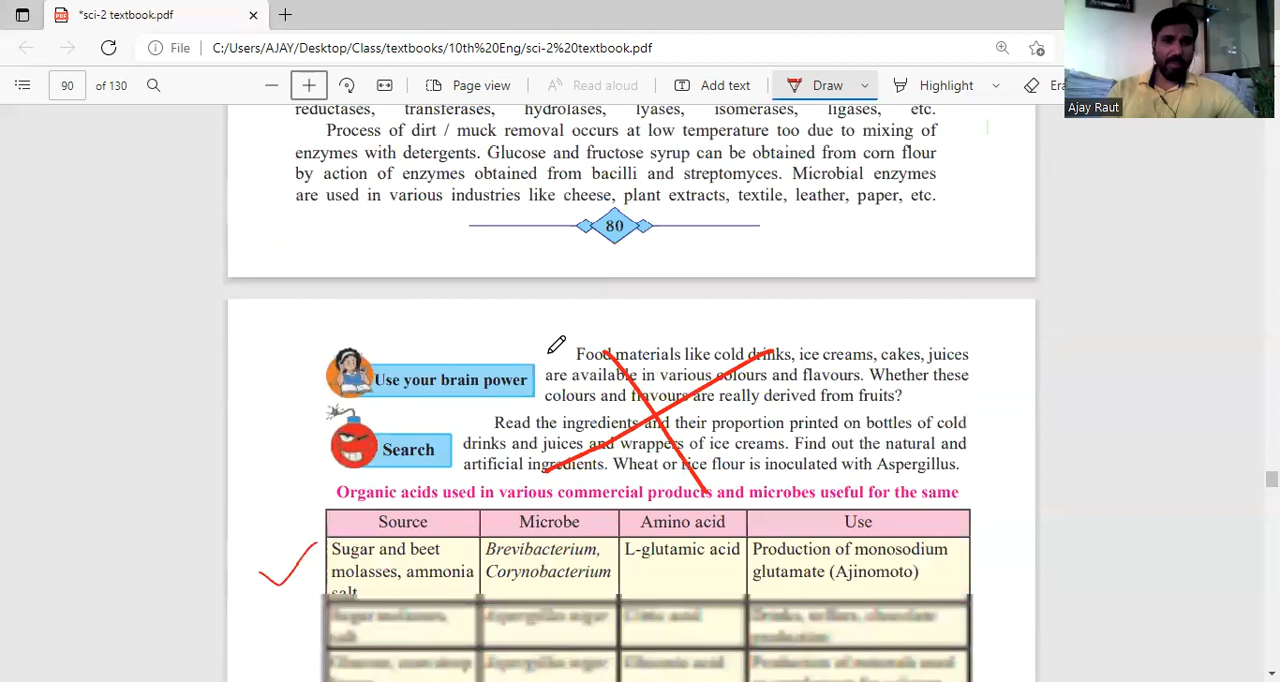 *sci-2 textbook.pdf
File C:/Users/AJAY/Desktop/Class/textbooks/10th%20Eng/sci-2%20textbook.pdf
90 of 130 Page view Read aloud Add text Draw Highlight
Ajay Raut
reductases, transferases, hydrolases, lyases, isomerases, ligases, etc.
Process of dirt / muck removal occurs at low temperature too due to mixing of
enzymes with detergents. Glucose and fructose syrup can be obtained from corn flour
by action of enzymes obtained from bacilli and streptomyces. Microbial enzymes
are used in various industries like cheese, plant extracts, textile, leather, paper, etc.
80
Use your brain power
Food materials like cold drinks, ice creams, cakes, juices
are available in various colours and flavours. Whether these
colours and flavours are really derived from fruits?
Search
Read the ingredients and their proportion printed on bottles of cold
drinks and juices and wrappers of ice creams. Find out the natural and
artificial ingredients. Wheat or rice flour is inoculated with Aspergillus.
Organic acids used in various commercial products and microbes useful for the same
Source Microbe Amino acid Use
Sugar and beet Brevibacterium, L-glutamic acid Production of monosodium
molasses, ammonia Corynobacterium glutamate (Ajinomoto)
salt